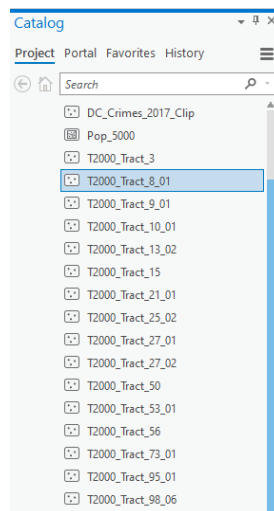 Catalog
Project Portal Favorites History
Search
DC_Crimes_2017_Clip
Pop_5000
T2000_Tract_3
T2000_Tract_8_01
T2000_Tract_9_01
T2000_Tract_10_01
T2000_Tract_13_02
T2000_Tract_15
T2000_Tract_21_01
T2000_Tract_25_02
T2000_Tract_27_01
T2000_Tract_27_02
T2000_Tract_50
T2000_Tract_53_01
T2000_Tract_56
T2000_Tract_73_01
T2000_Tract_95_01
T2000_Tract_98_06